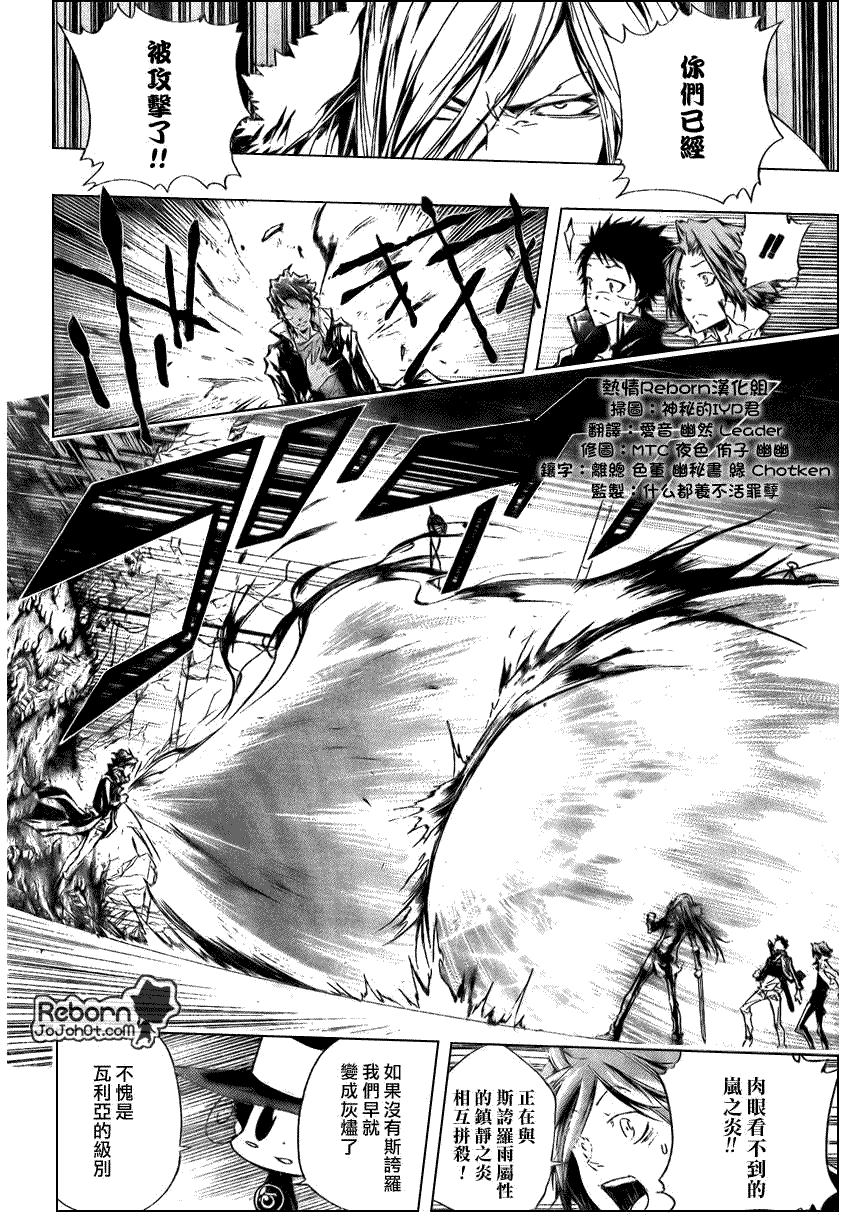 你們已經
被攻擊了!!
!!
熱情Reborn漢化組
掃圖：神秘的IYD君
翻譯：愛音 幽然 Leader
修圖：MTC 夜色 侑子 幽幽
鑲字：離總 色董 幽秘書 緣 Chotken
監製：什么都養不活罪孽
肉眼看不到的
嵐之炎!!
正在與
斯誇羅雨屬性
的鎮靜之炎
相互拼殺！
如果沒有斯誇羅
我們早就
變成灰燼了
不愧是
瓦利亞的級別
Reborn
JoJohot.com